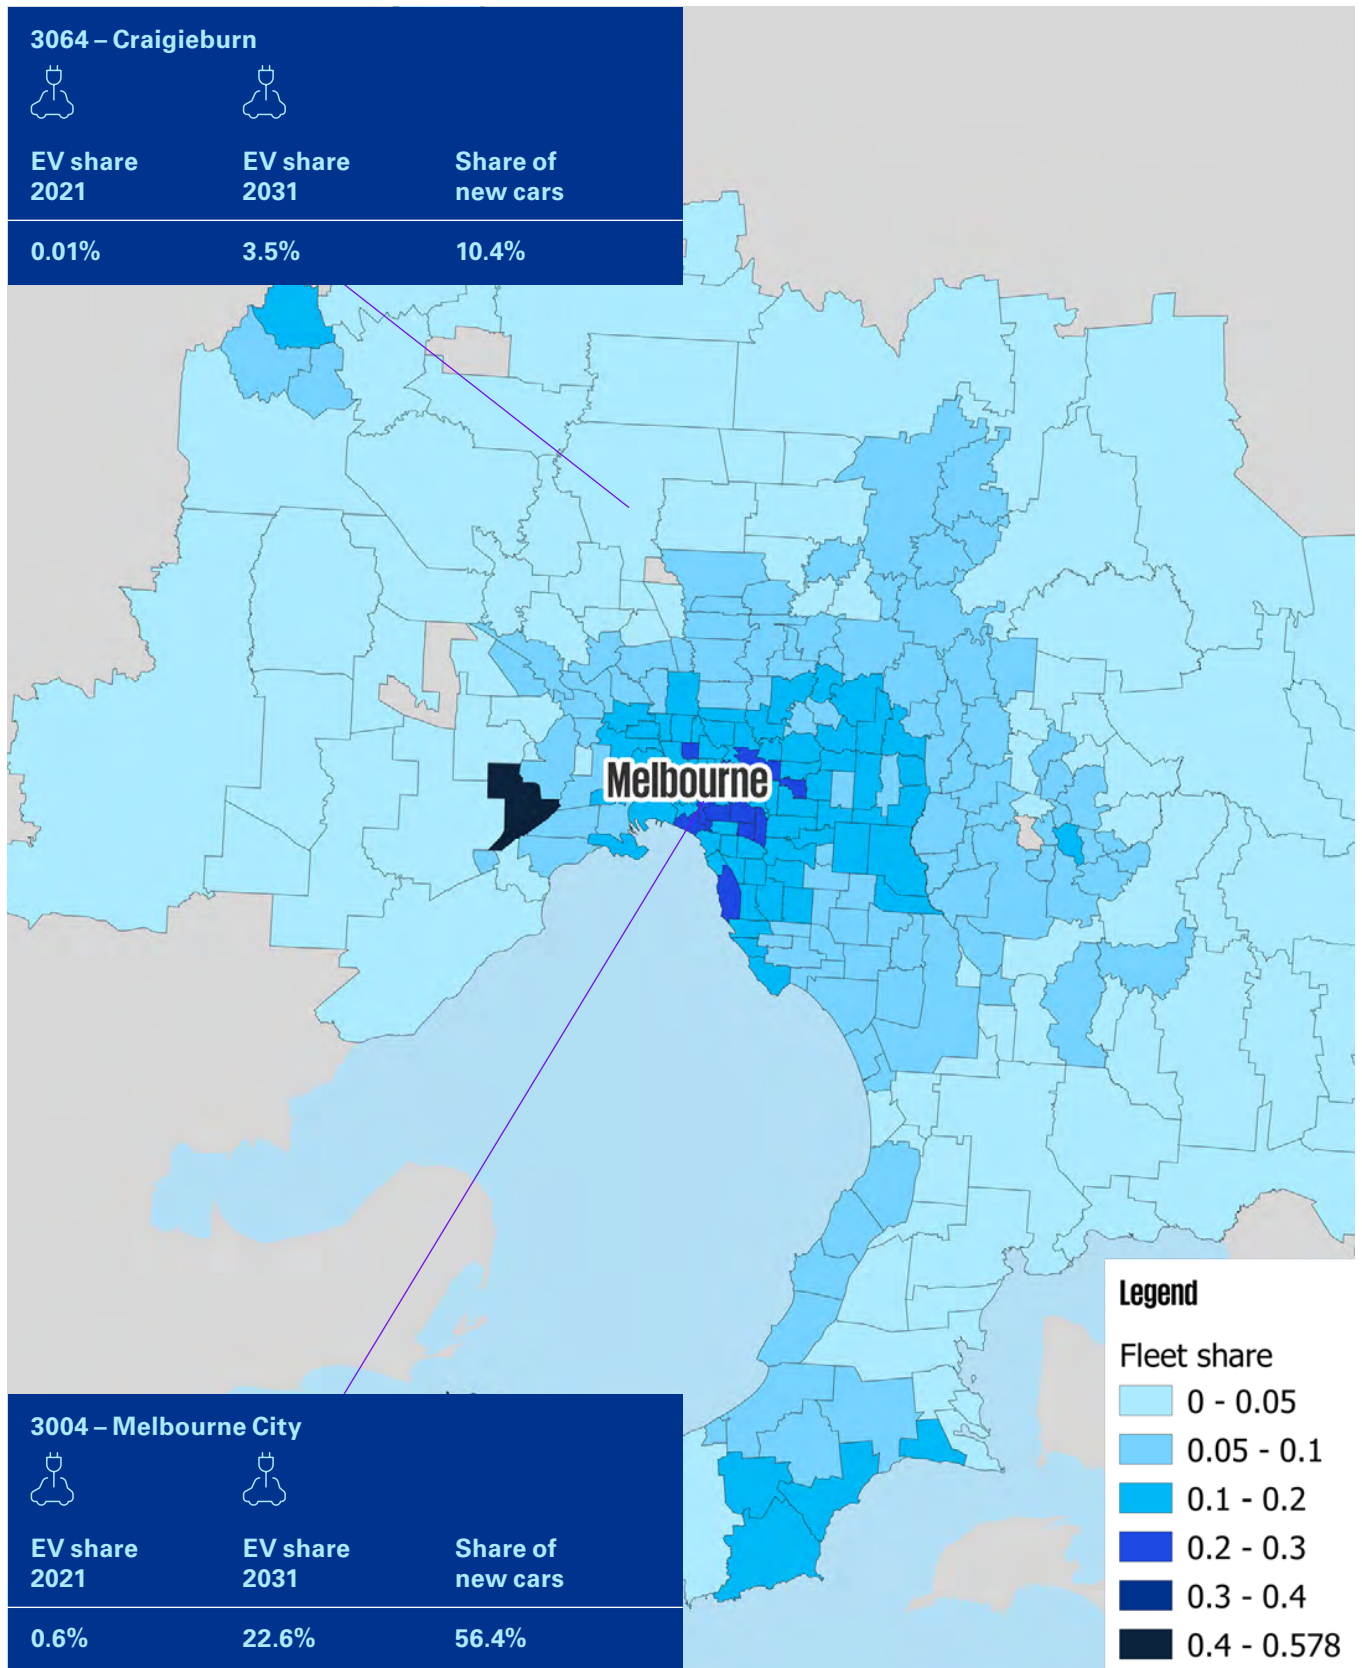 3064 – Craigieburn
EV share 2021
EV share 2031
Share of new cars
0.01%
3.5%
10.4%
Melbourne
3004 – Melbourne City
EV share 2021
EV share 2031
Share of new cars
0.6%
22.6%
56.4%
Legend
Fleet share
0 - 0.05
0.05 - 0.1
0.1 - 0.2
0.2 - 0.3
0.3 - 0.4
0.4 - 0.578